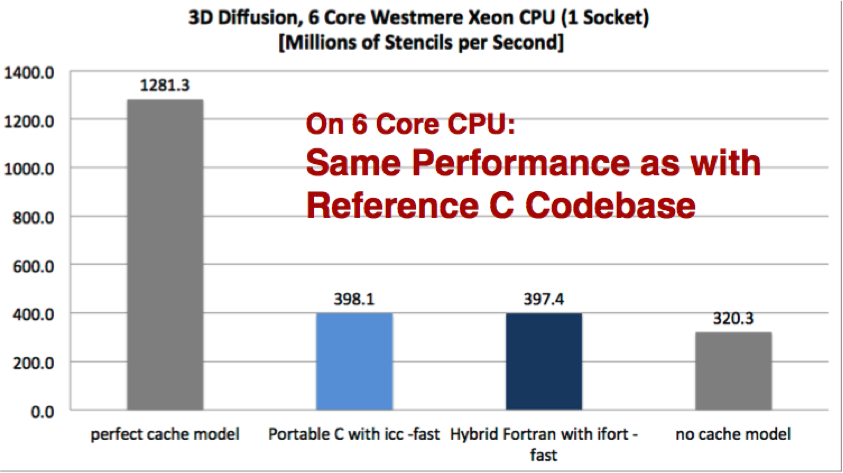 3D Diffusion, 6 Core Westmere Xeon CPU (1 Socket)
[Millions of Stencils per Second]
1400.0
1200.0
1000.0
800.0
600.0
400.0
200.0
0.0
1281.3
398.1
397.4
320.3
On 6 Core CPU:
Same Performance as with
Reference C Codebase
perfect cache model
Portable C with icc -fast
Hybrid Fortran with ifort -
fast
no cache model